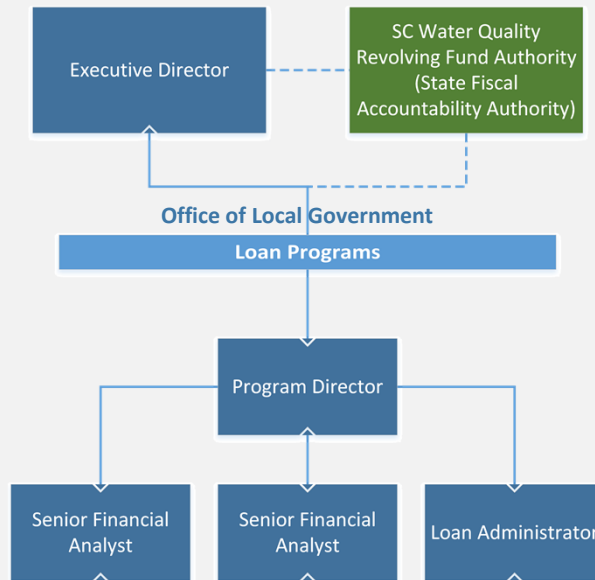 Executive Director
SC Water Quality
Revolving Fund Authority
(State Fiscal
Accountability Authority)
Office of Local Government
Loan Programs
Program Director
Senior Financial
Analyst
Senior Financial
Analyst
Loan Administrator